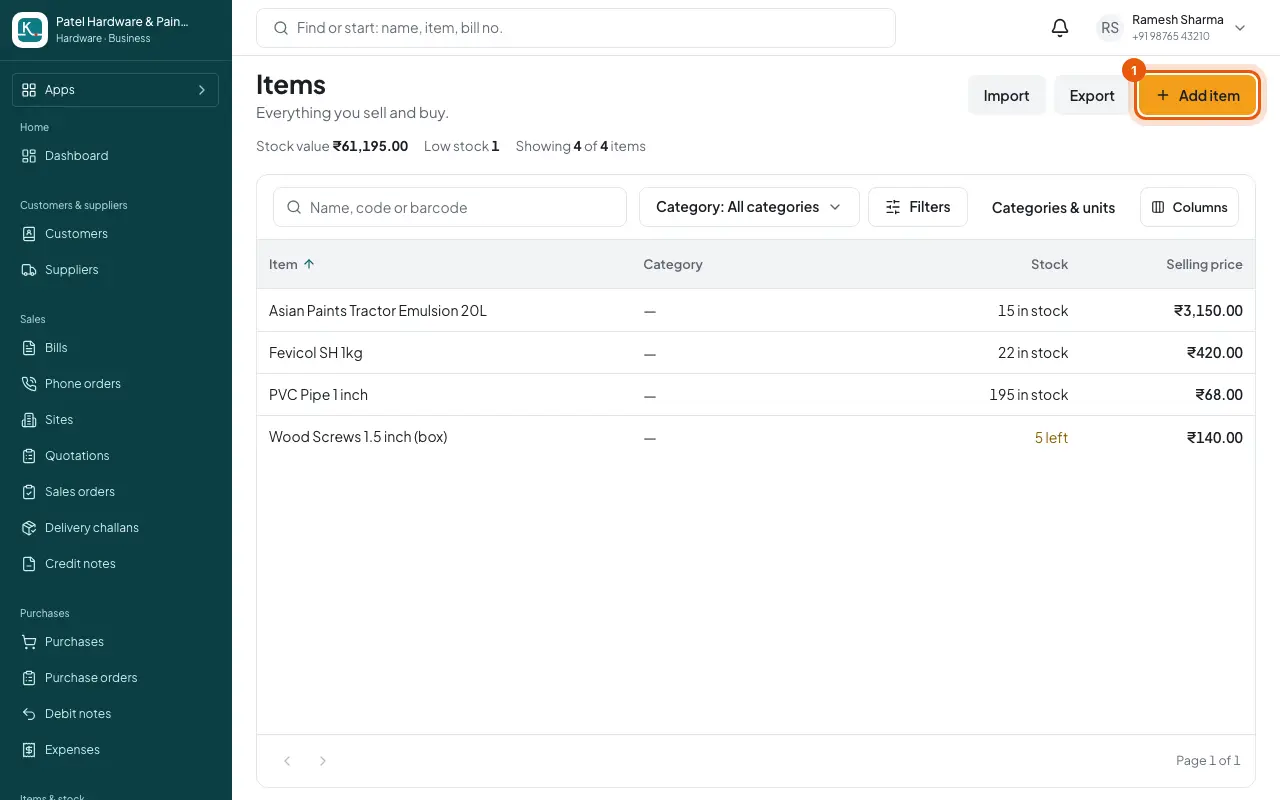 Patel Hardware & Pain...
Hardware · Business
Apps
Home
Dashboard
Customers & suppliers
Customers
Suppliers
Sales
Bills
Phone orders
Sites
Quotations
Sales orders
Delivery challans
Credit notes
Purchases
Purchases
Purchase orders
Debit notes
Expenses
Items & stock
Find or start: name, item, bill no.
RS
Ramesh Sharma
+91 98765 43210
Items
Everything you sell and buy.
Import
Export
1
+ Add item
Stock value ₹61,195.00 Low stock 1 Showing 4 of 4 items
Name, code or barcode
Category: All categories
Filters
Categories & units
Columns
Item ↑ Category Stock Selling price
Asian Paints Tractor Emulsion 20L — 15 in stock ₹3,150.00
Fevicol SH 1kg — 22 in stock ₹420.00
PVC Pipe 1 inch — 195 in stock ₹68.00
Wood Screws 1.5 inch (box) — 5 left ₹140.00
Page 1 of 1